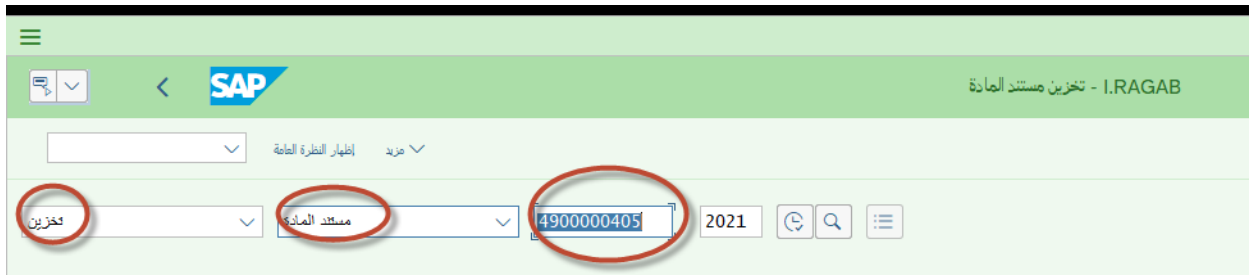 SAP
I.RAGAB - تخزين مستند المادة
إظهار النظرة العامة مزيد
تخزين مستند المادة 4900000405 2021